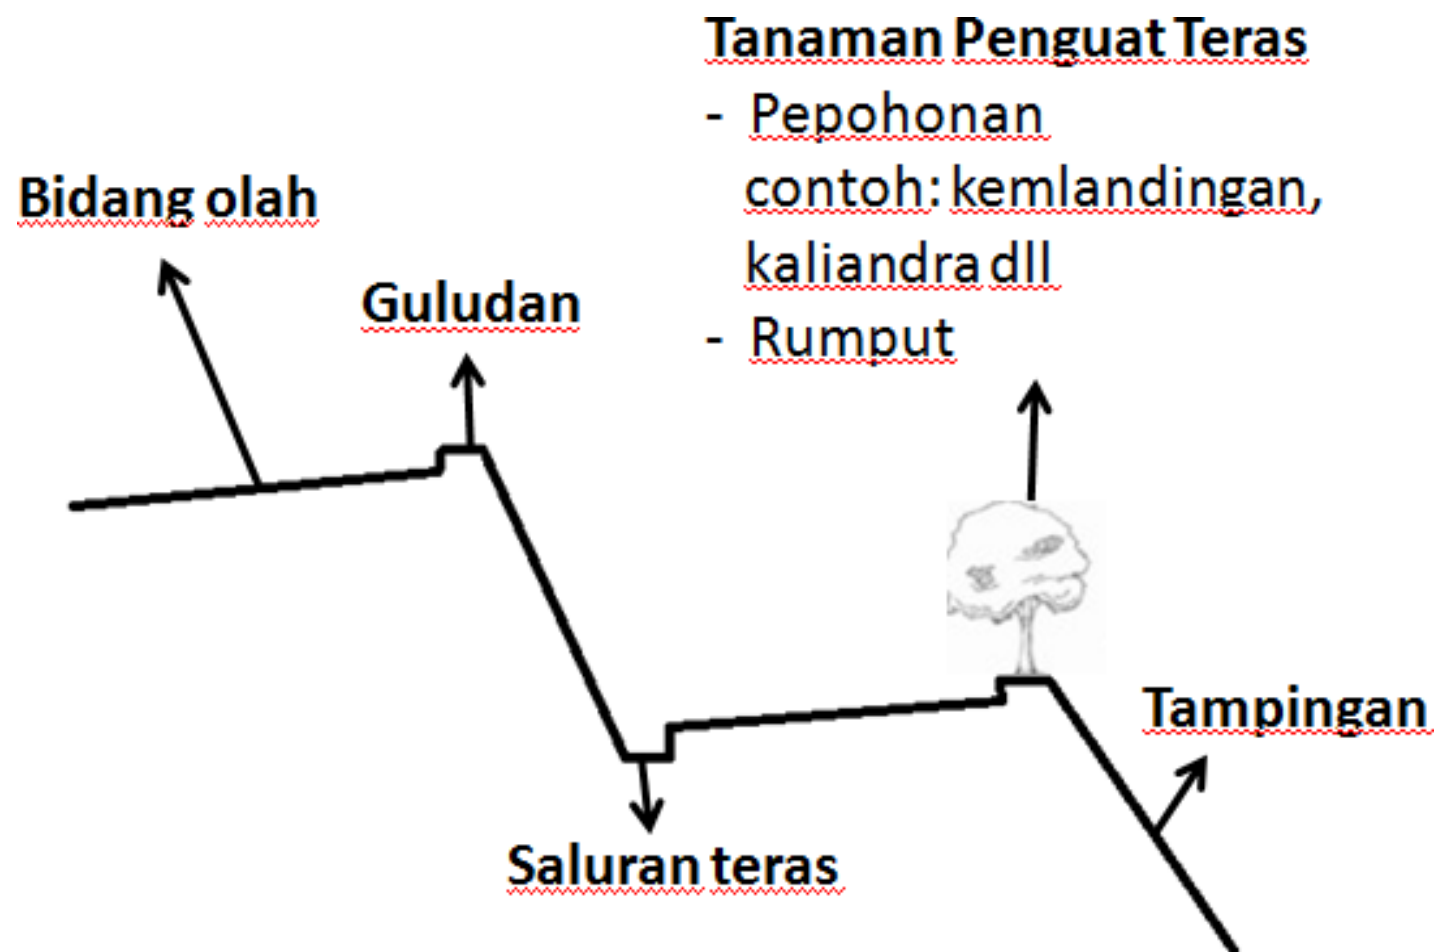 Tanaman Penguat Teras
- Pepohonan
contoh: kemlandingan,
kaliandra dll
- Rumput
Bidang olah
Guludan
Tampingan
Saluran teras